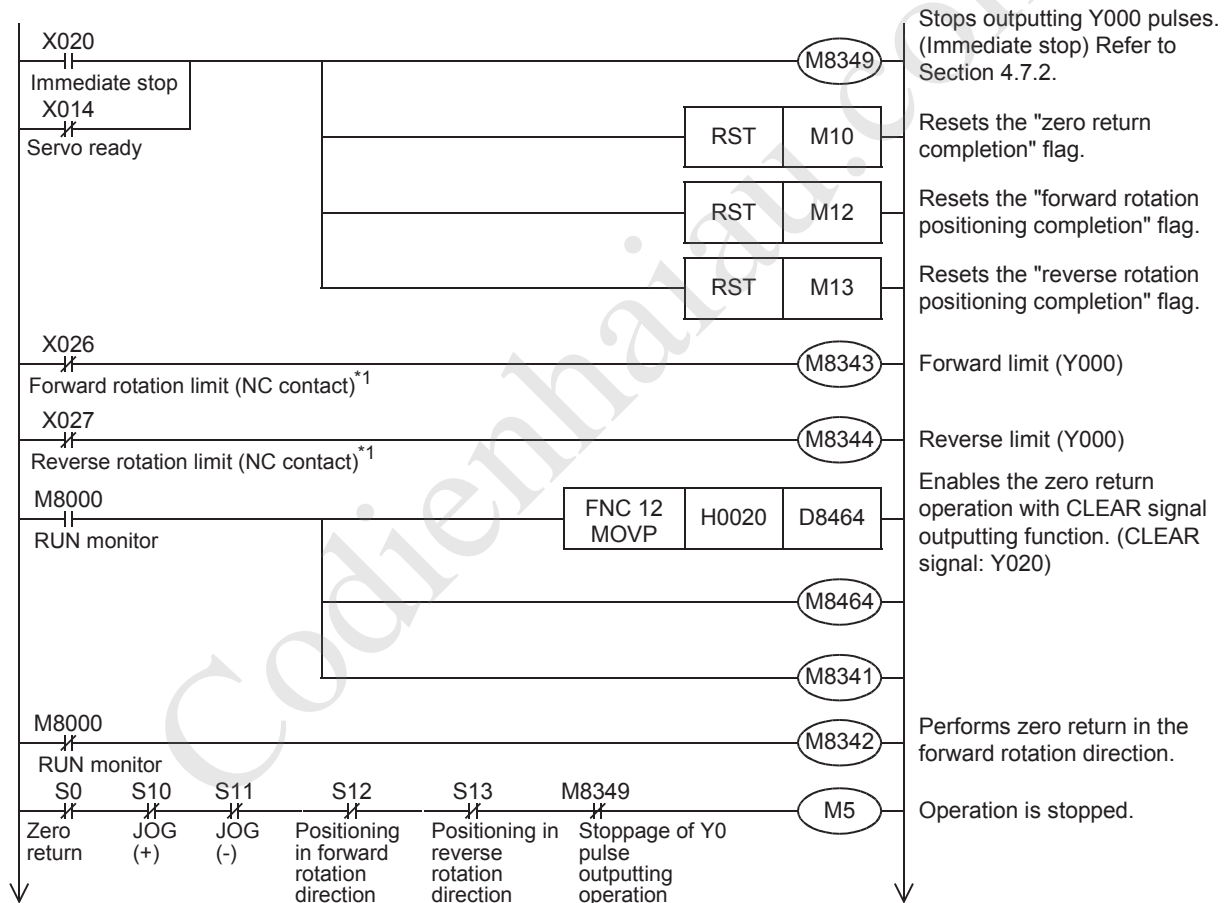 Stops outputting Y000 pulses.
(Immediate stop) Refer to
Section 4.7.2.
X020
M8349
Immediate stop
X014
Servo ready
RST M10
Resets the "zero return
completion" flag.
RST M12
Resets the "forward rotation
positioning completion" flag.
RST M13
Resets the "reverse rotation
positioning completion" flag.
X026
M8343
Forward limit (Y000)
Forward rotation limit (NC contact)*1
X027
M8344
Reverse limit (Y000)
Reverse rotation limit (NC contact)*1
M8000
RUN monitor
FNC 12
MOVP
H0020 D8464
Enables the zero return
operation with CLEAR signal
outputting function. (CLEAR
signal: Y020)
M8464
M8341
M8000
RUN monitor
M8342
Performs zero return in the
forward rotation direction.
S0 S10 S11 S12 S13 M8349
M5
Operation is stopped.
Zero
return
JOG
(+)
JOG
(-)
Positioning
in forward
rotation
direction
Positioning in
reverse
rotation
direction
Stoppage of Y0
pulse
outputting
operation
Codienhaiau.com